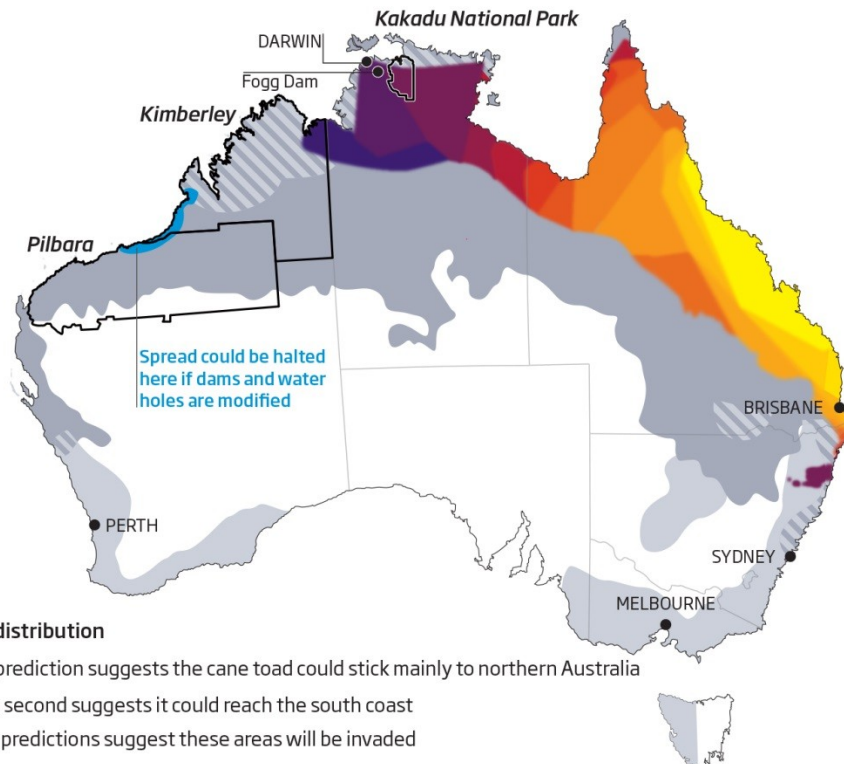 Kakadu National Park
DARWIN
Fogg Dam
Kimberley
Pilbara
Spread could be halted
here if dams and water
holes are modified
BRISBANE
PERTH
SYDNEY
MELBOURNE
distribution
prediction suggests the cane toad could stick mainly to northern Australia
second suggests it could reach the south coast
predictions suggest these areas will be invaded